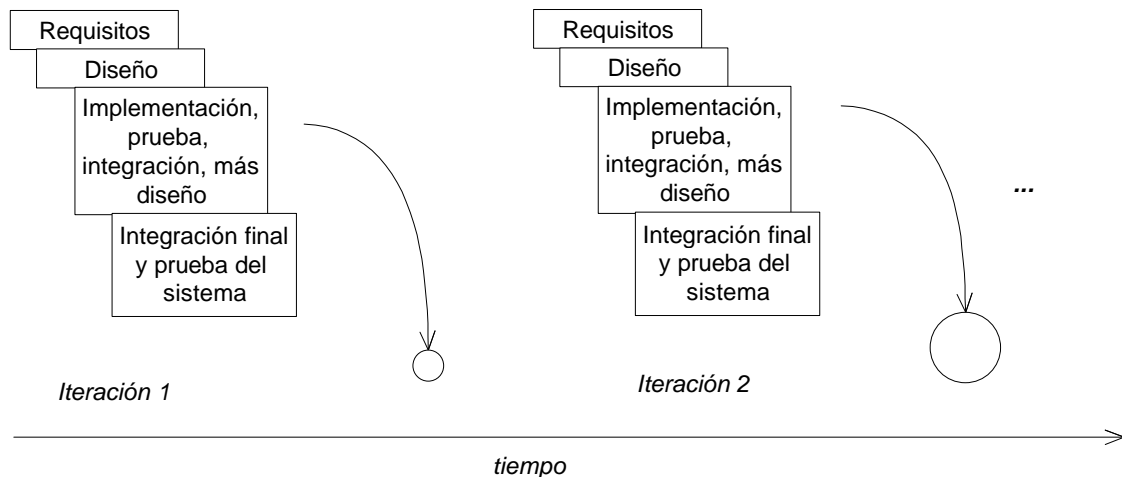 Requisitos
Diseño
Implementación,
prueba,
integración, más
diseño
Integración final
y prueba del
sistema
Iteración 1
Requisitos
Diseño
Implementación,
prueba,
integración, más
diseño
Integración final
y prueba del
sistema
Iteración 2
...
tiempo